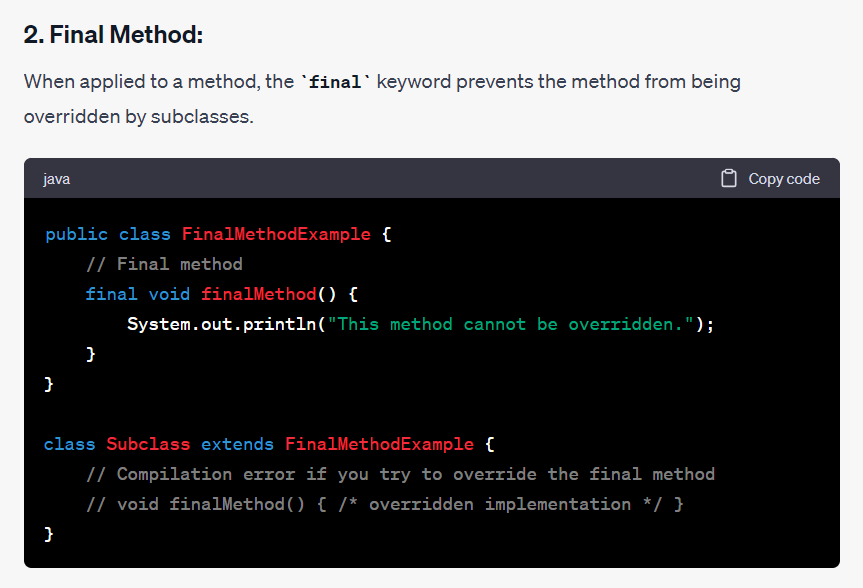 2. Final Method:
When applied to a method, the `final` keyword prevents the method from being
overridden by subclasses.
java
Copy code
public class FinalMethodExample {
    // Final method
    final void finalMethod() {
        System.out.println("This method cannot be overridden.");
    }
}
class Subclass extends FinalMethodExample {
    // Compilation error if you try to override the final method
    // void finalMethod() { /* overridden implementation */ }
}